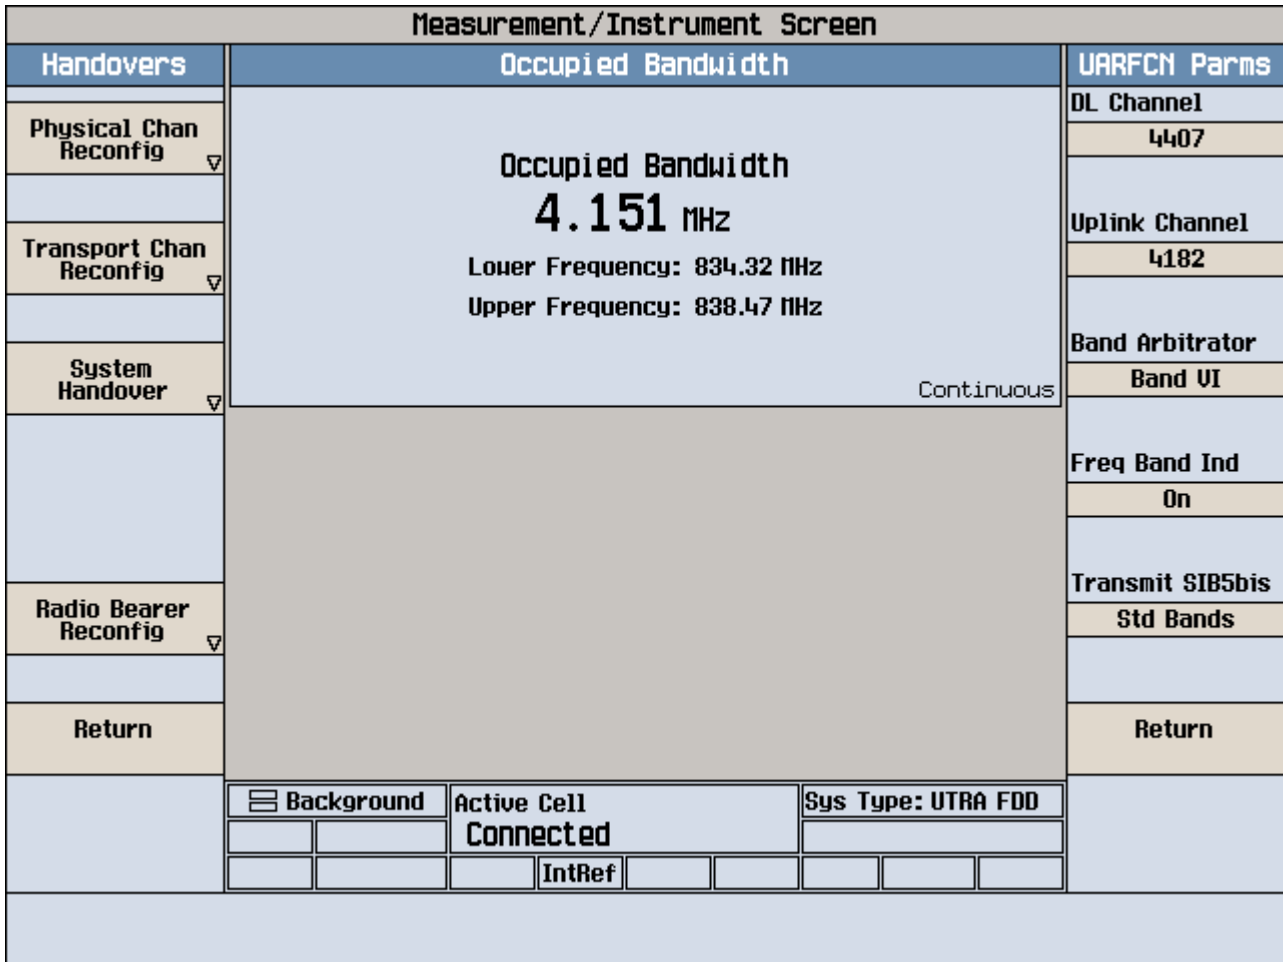 Measurement/Instrument Screen
Handovers
Physical Chan
Reconfig
Transport Chan
Reconfig
System
Handover
Radio Bearer
Reconfig
Return
Occupied Bandwidth
Occupied Bandwidth
4.151 MHz
Lower Frequency: 834.32 MHz
Upper Frequency: 838.47 MHz
Continuous
Background
Active Cell
Connected
Sys Type: UTRA FDD
IntRef
UARFCN Parms
DL Channel
4407
Uplink Channel
4182
Band Arbitrator
Band VI
Freq Band Ind
On
Transmit SIB5bis
Std Bands
Return